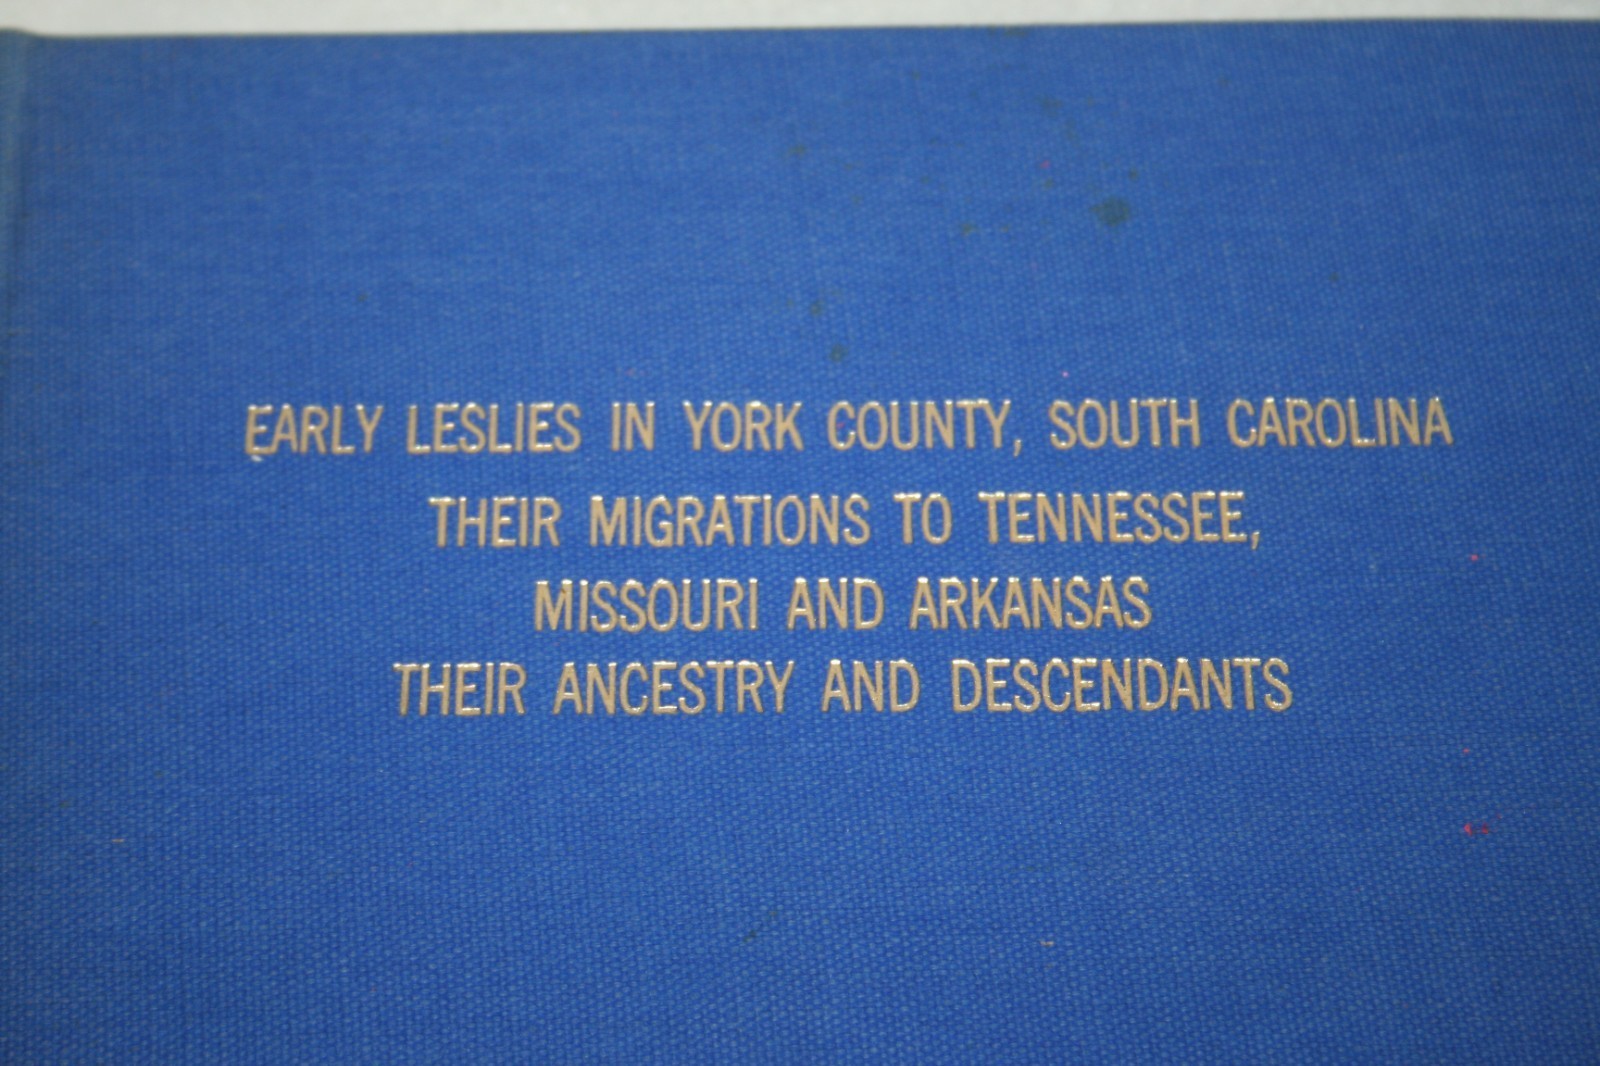 EARLY LESLIES IN YORK COUNTY, SOUTH CAROLINA
THEIR MIGRATIONS TO TENNESSEE,
MISSOURI AND ARKANSAS
THEIR ANCESTRY AND DESCENDANTS